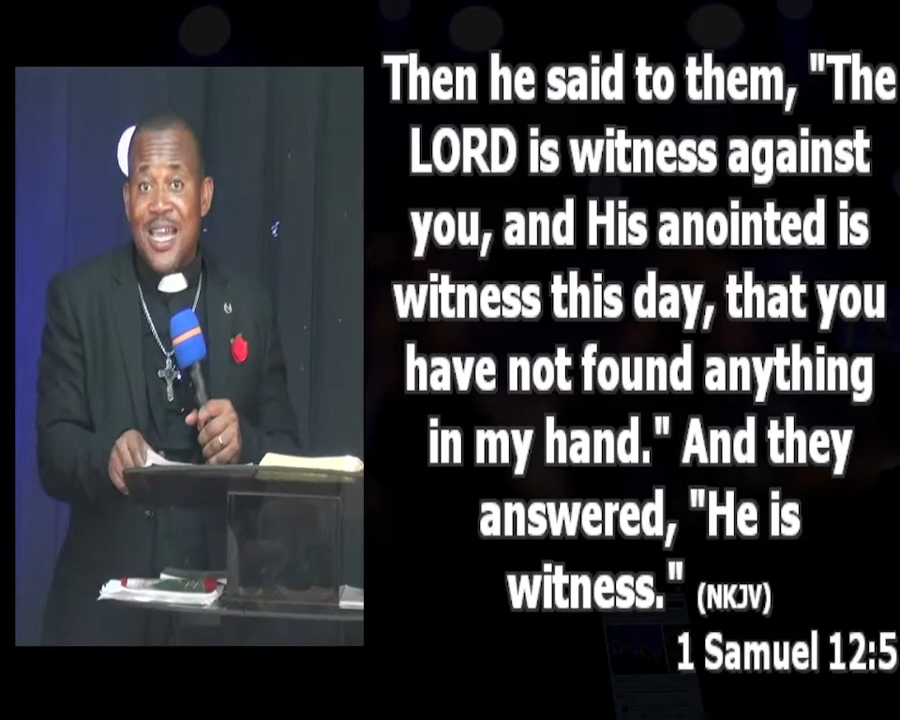 Then he said to them, "The
LORD is witness against
you, and His anointed is
witness this day, that you
have not found anything
in my hand." And they
answered, "He is
witness." (NKJV)
1 Samuel 12:5